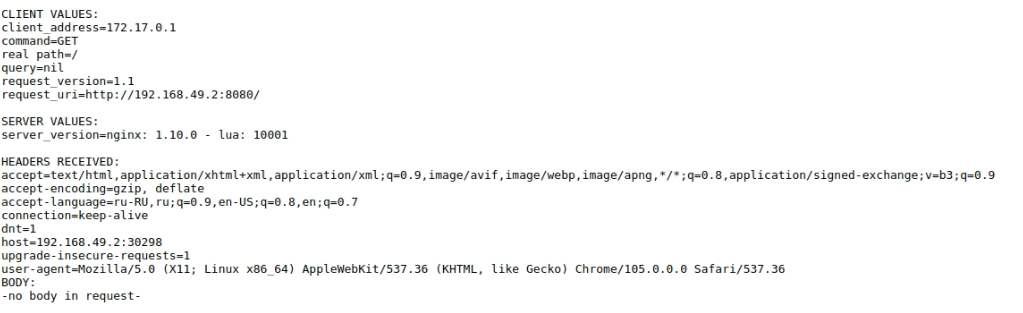 CLIENT VALUES:
client_address=172.17.0.1
command=GET
real path=/
query=nil
request_version=1.1
request_uri=http://192.168.49.2:8080/

SERVER VALUES:
server_version=nginx: 1.10.0 - lua: 10001

HEADERS RECEIVED:
accept=text/html,application/xhtml+xml,application/xml;q=0.9,image/avif,image/webp,image/apng,*/*;q=0.8,application/signed-exchange;v=b3;q=0.9
accept-encoding=gzip, deflate
accept-language=ru-RU,ru;q=0.9,en-US;q=0.8,en;q=0.7
connection=keep-alive
dnt=1
host=192.168.49.2:30298
upgrade-insecure-requests=1
user-agent=Mozilla/5.0 (X11; Linux x86_64) AppleWebKit/537.36 (KHTML, like Gecko) Chrome/105.0.0.0 Safari/537.36
BODY:
-no body in request-